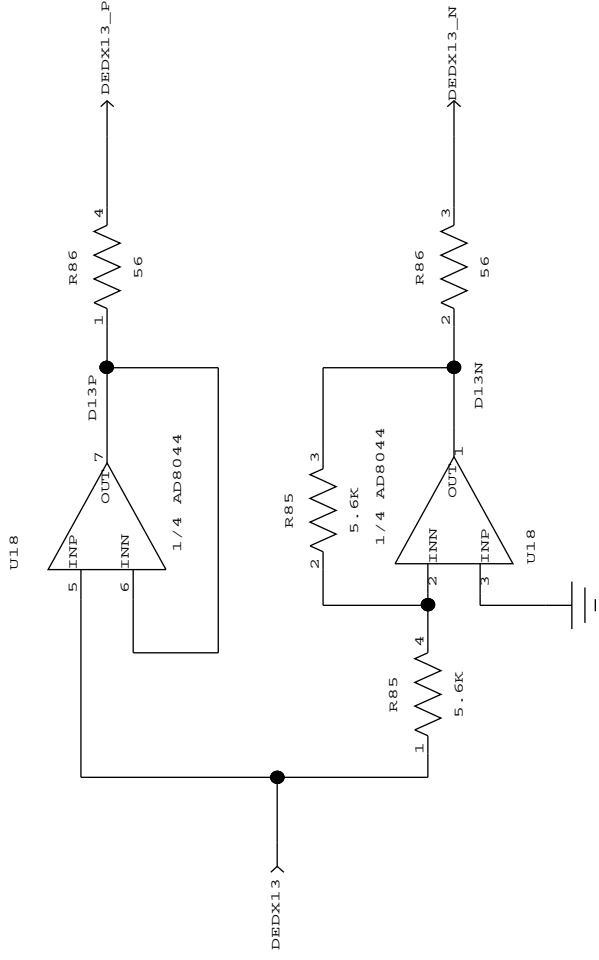 DEDX13_P
DEDX13_N
4
3
R86
56
R86
56
1
2
D13P
D13N
7
1
OUT
OUT
1/4 AD8044
3
R85
5.6K
1/4 AD8044
2
U18
INP
INN
INN
INP
U18
5
6
2
3
4
R85
5.6K
1
DEDX13